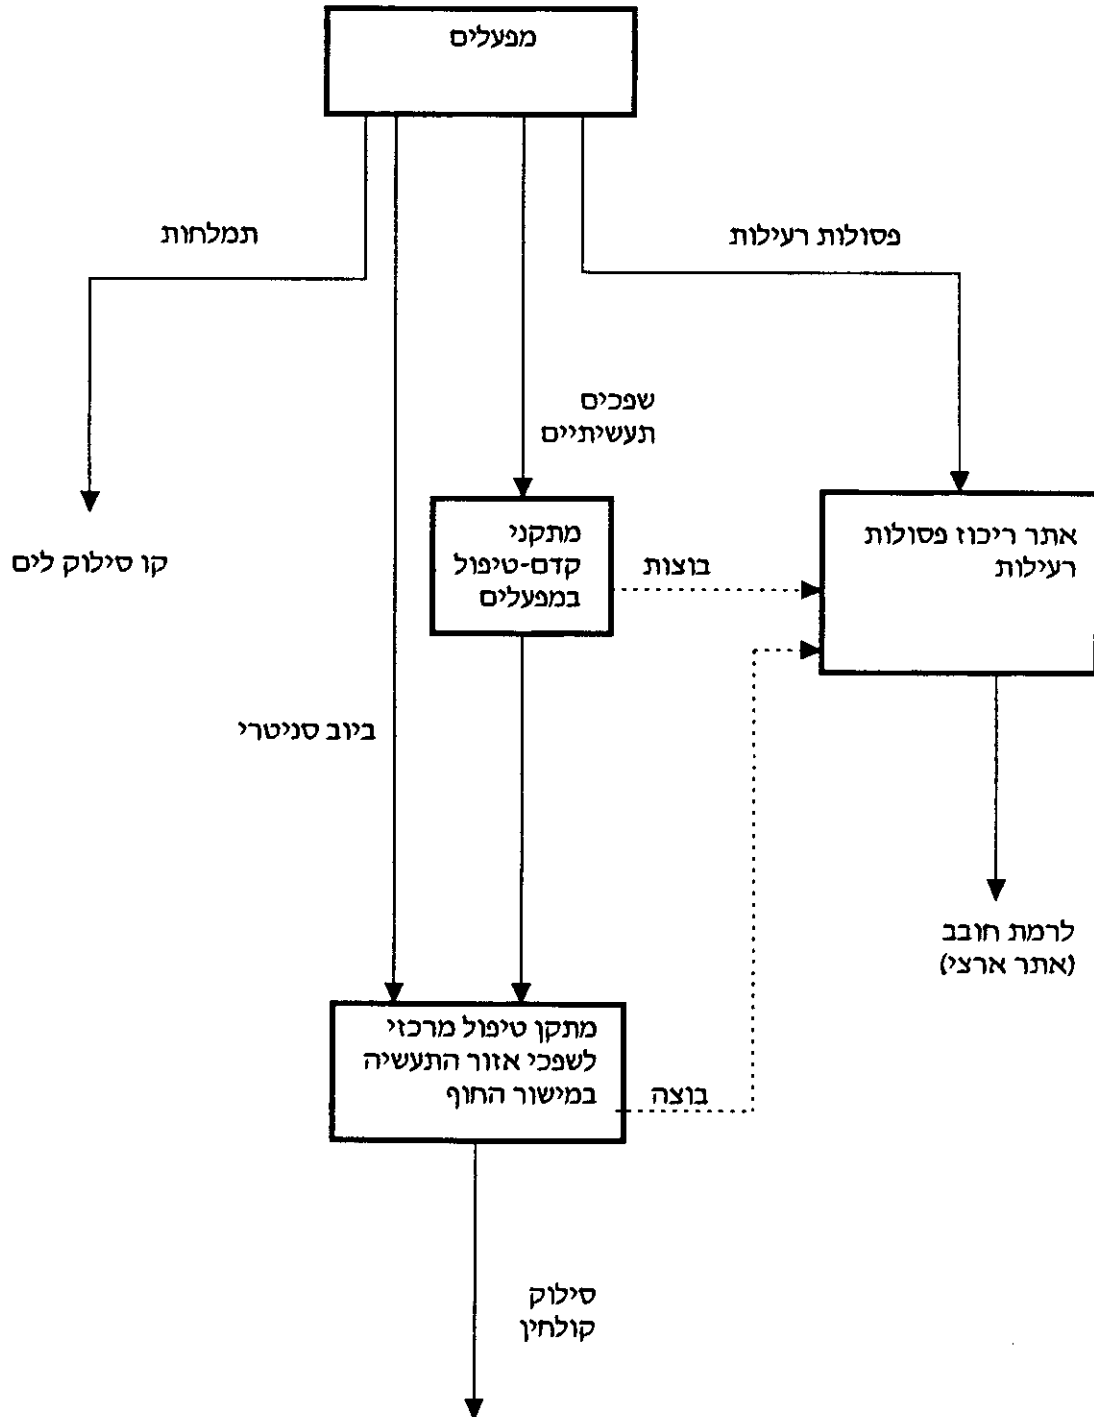 מפעלים
פסולות רעילות
תמלחות
שפכים
תעשיתיים
אתר ריכוז פסולות
רעילות
מתקני
קדם-טיפול
במפעלים
בוצות
קו סילוק לים
ביוב סניטרי
לרמת חובב
(אתר ארצי)
מתקן טיפול מרכזי
לשפכי אזור התעשיה
במישור החוף
בוצה
סילוק
קולחין